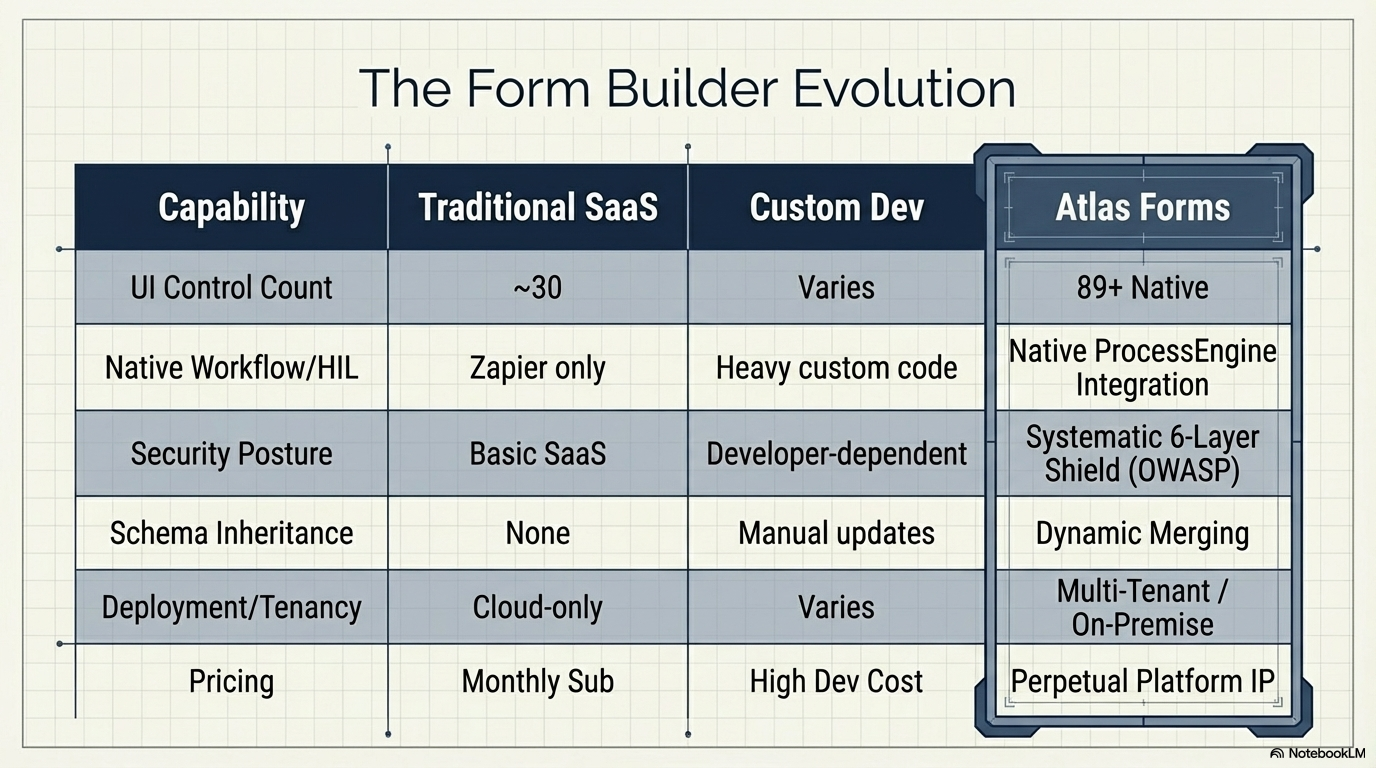 The Form Builder Evolution
Capability
Traditional SaaS
Custom Dev
Atlas Forms
UI Control Count
~30
Varies
89+ Native
Native Workflow/HIL
Zapier only
Heavy custom code
Native ProcessEngine
Integration
Security Posture
Basic SaaS
Developer-dependent
Systematic 6-Layer
Shield (OWASP)
Schema Inheritance
None
Manual updates
Dynamic Merging
Deployment/Tenancy
Cloud-only
Varies
Multi-Tenant /
On-Premise
Pricing
Monthly Sub
High Dev Cost
Perpetual Platform IP
NotebookLM